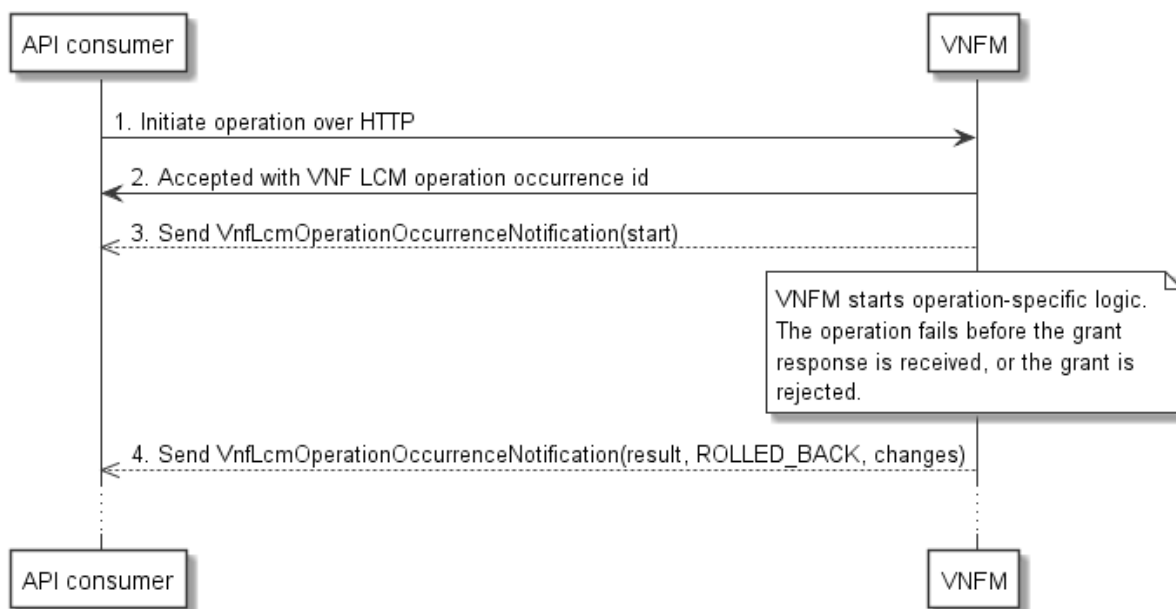 API consumer
VNFM
1. Initiate operation over HTTP
2. Accepted with VNF LCM operation occurrence id
3. Send VnfLcmOperationOccurrenceNotification(start)
VNFM starts operation-specific logic.
The operation fails before the grant
response is received, or the grant is
rejected.
4. Send VnfLcmOperationOccurrenceNotification(result, ROLLED_BACK, changes)
API consumer
VNFM